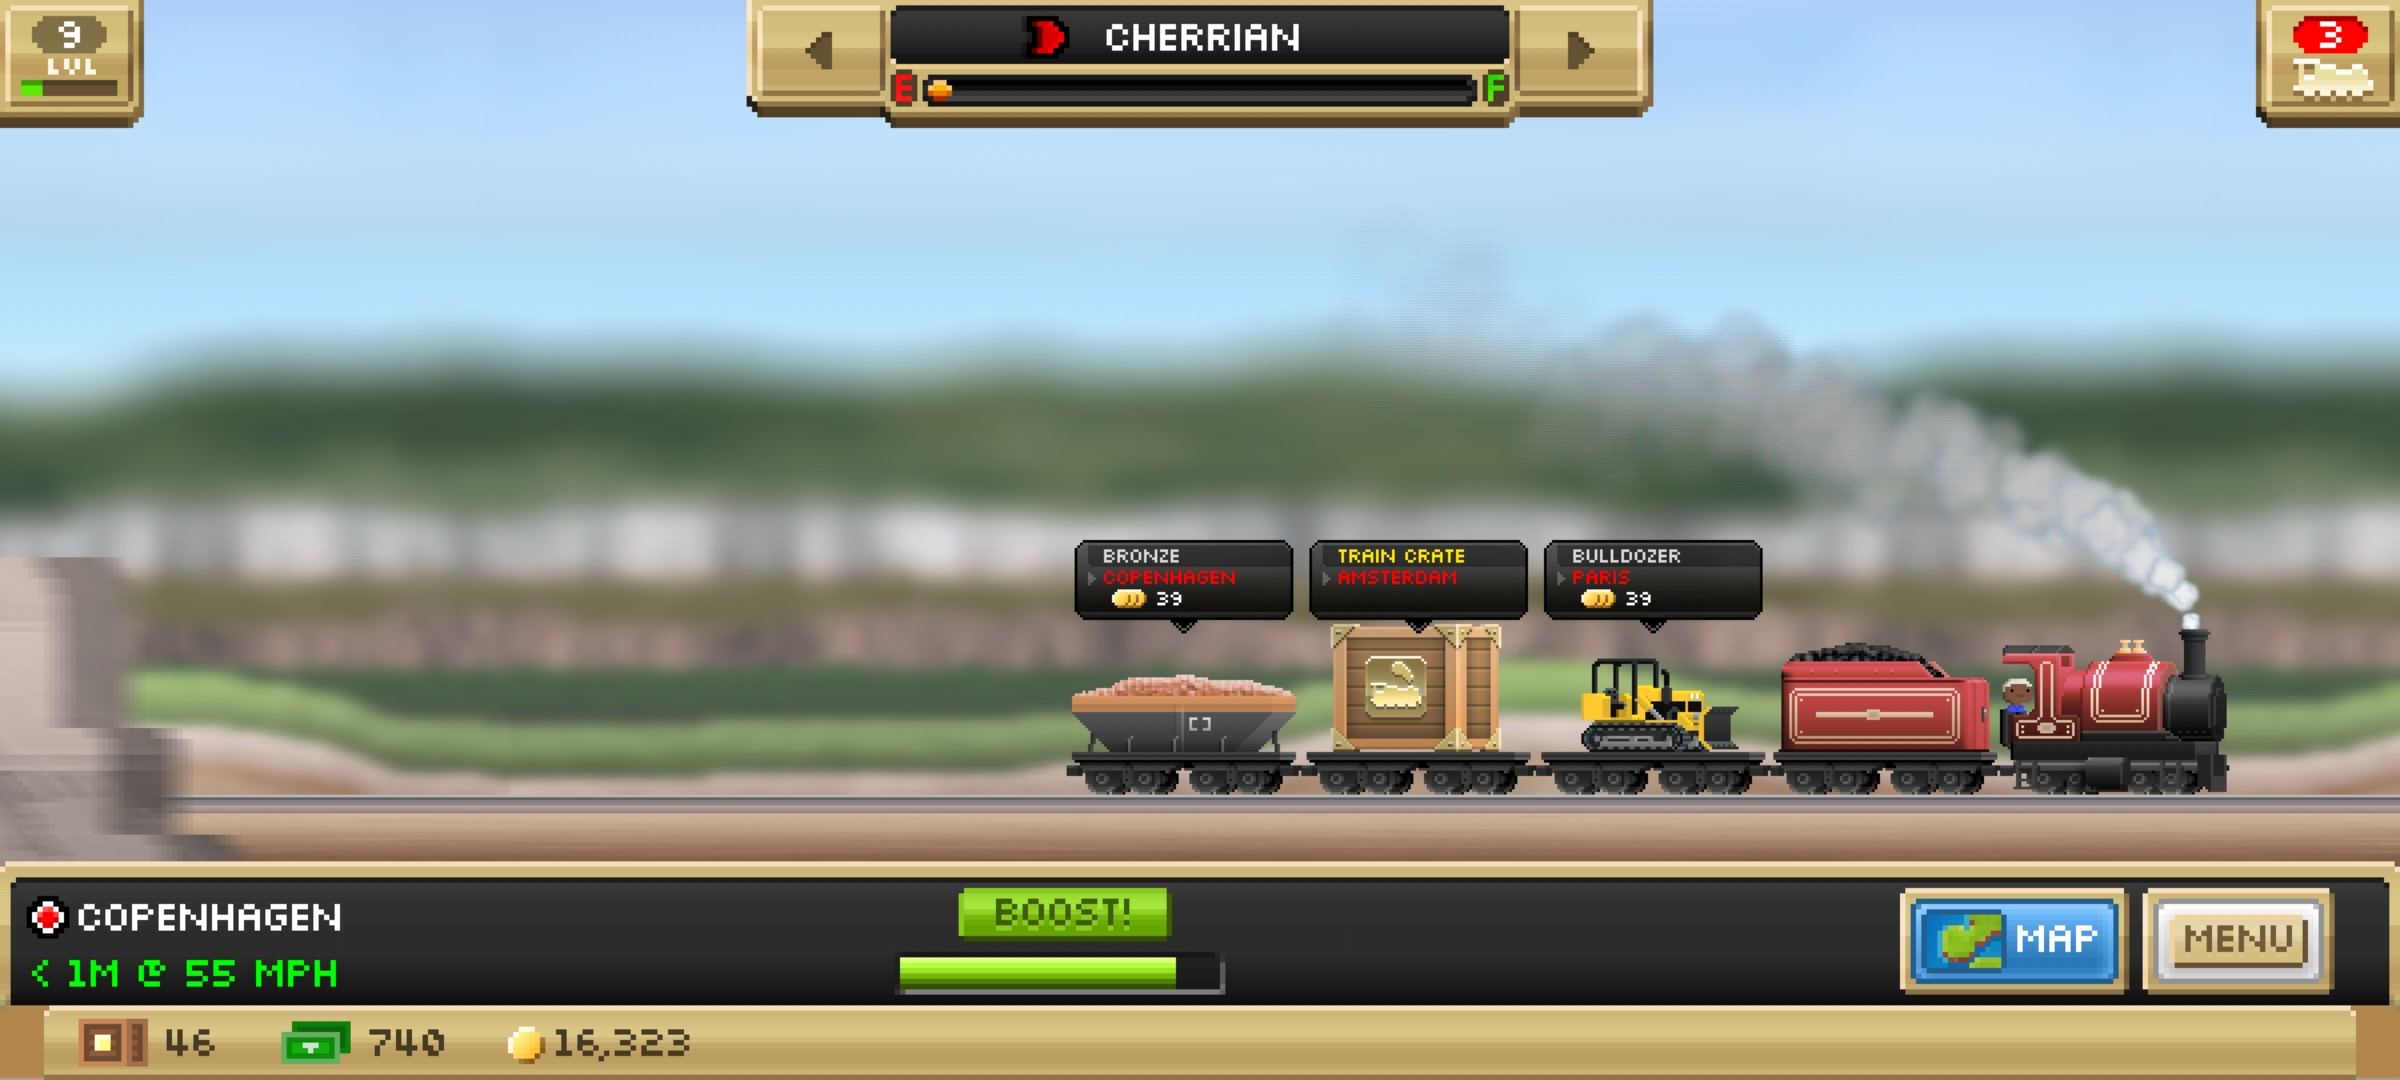 9
LVL
CHERRIAN
E F
3
BRONZE
COPENHAGEN
39
TRAIN CRATE
AMSTERDAM
BULLDOZER
PARIS
39
COPENHAGEN
< 1M @ 55 MPH
BOOST!
MAP
MENU
46
740
16,323